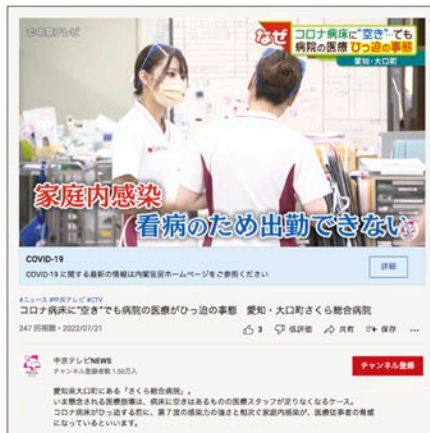 ©中京テレビ
なぜ
コロナ病床に"空き"…でも
病院の医療 ひっ迫の事態
愛知・大口町
家庭内感染
看病のため出勤できない
COVID-19
COVID-19 に関する最新の情報は内閣官房ホームページをご参照ください
詳細
#ニュース #中京テレビ #CTV
コロナ病床に"空き"でも病院の医療がひっ迫の事態 愛知・大口町さくら総合病院
247 回視聴・2022/07/21
3 低評価 共有 保存 …
中京テレビNEWS
チャンネル登録者数 1.58万人
チャンネル登録
愛知県大口町にある「さくら総合病院」。
いま懸念される医療崩壊は、病床に空きはあるものの医療スタッフが足りなくなるケース。
コロナ病床がひっ迫する前に、第７波の感染力の強さと相次ぐ家庭内感染が、医療従事者の脅威
になっているといいます。